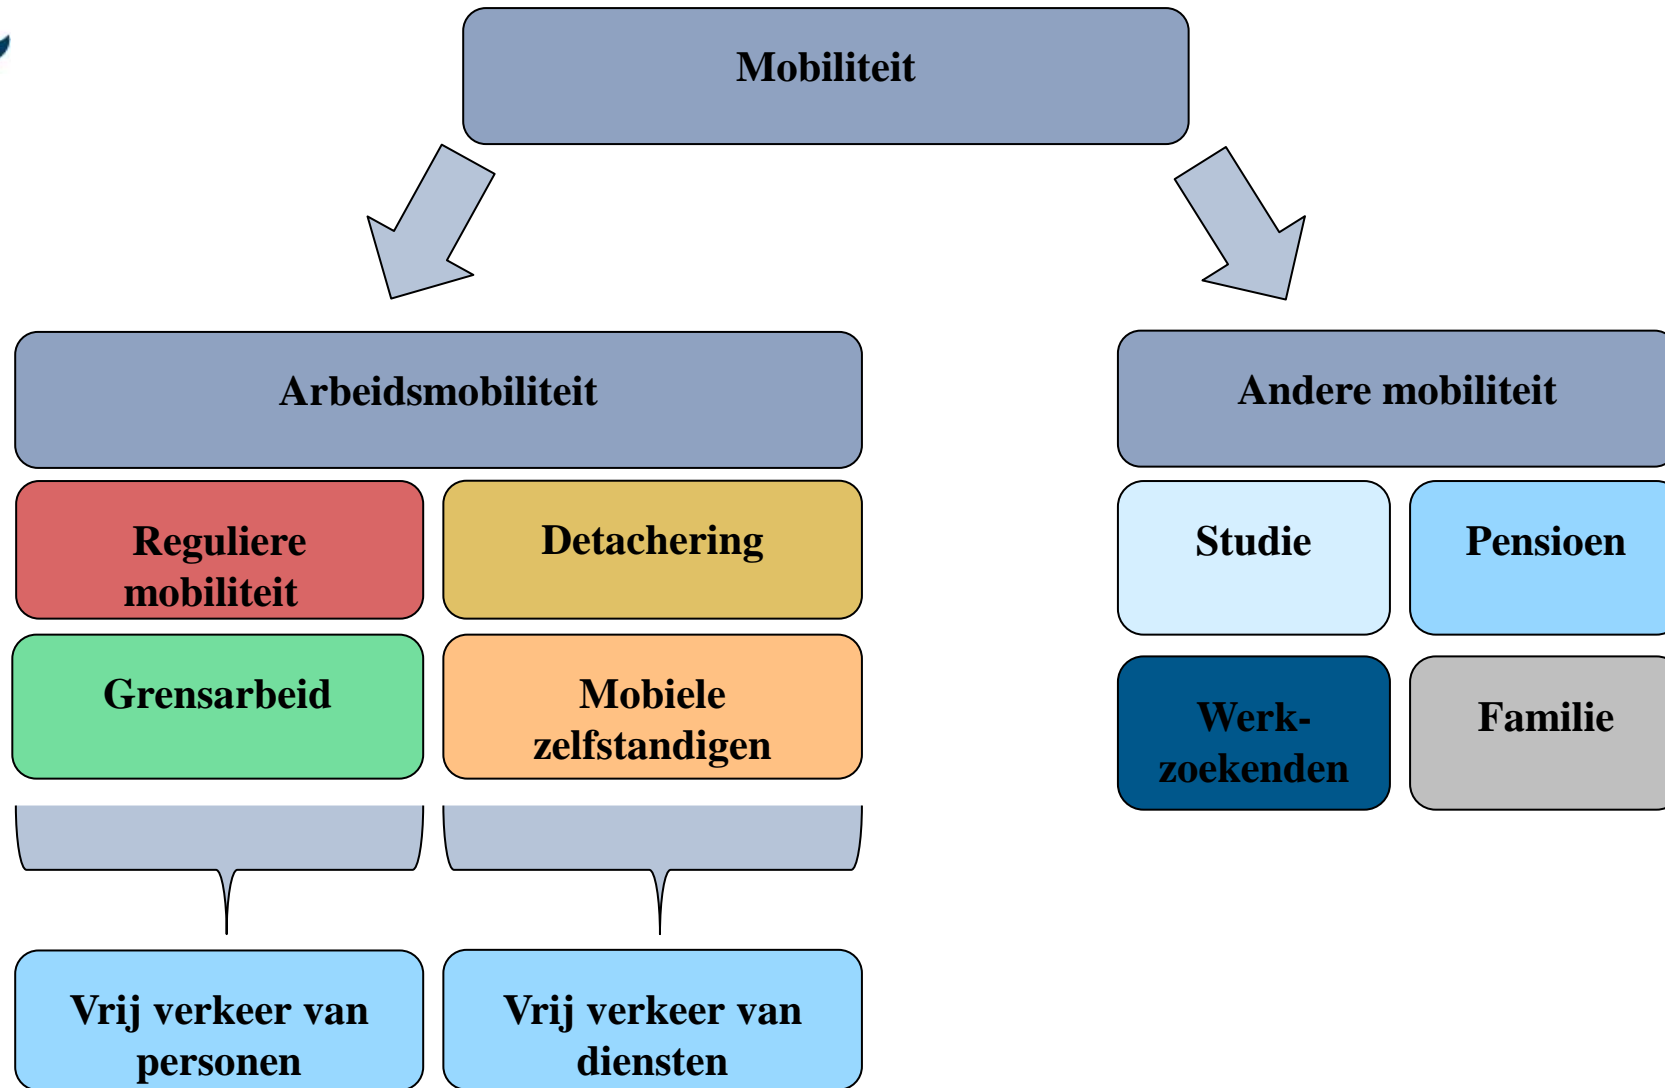 Mobiliteit
Arbeidsmobiliteit
Andere mobiliteit
Reguliere
mobiliteit
Detachering
Studie
Pensioen
Grensarbeid
Mobiele
zelfstandigen
Werk-
zoekenden
Familie
Vrij verkeer van
personen
Vrij verkeer van
diensten